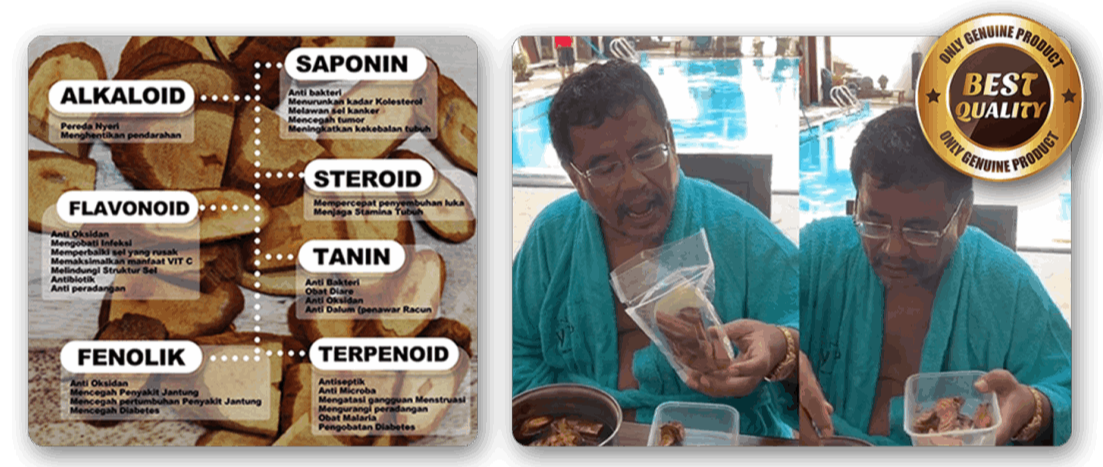 ALKALOID
Pereda Nyeri
Menghentikan pendarahan
FLAVONOID
Anti Oksidan
Mengobati Infeksi
Memperbaiki sel yang rusak
Memaksimalkan manfaat VIT C
Melindungi Struktur Sel
Antibiotik
Anti peradangan
FENOLIK
Anti Oksidan
Mencegah Penyakit Jantung
Mencegah pertumbuhan Penyakit Jantung
Mencegah Diabetes
SAPONIN
Anti bakteri
Menurunkan kadar Kolesterol
Melawan sel kanker
Mencegah tumor
Meningkatkan kekebalan tubuh
STEROID
Mempercepat penyembuhan luka
Menjaga Stamina Tubuh
TANIN
Anti Bakteri
Obat Diare
Anti Oksidan
Anti Dalum (penawar Racun
TERPENOID
Antiseptik
Anti Microba
Mengatasi gangguan Menstruasi
Mengurangi peradangan
Obat Malaria
Pengobatan Diabetes
ONLY GENUINE PRODUCT
BEST
QUALITY
ONLY GENUINE PRODUCT